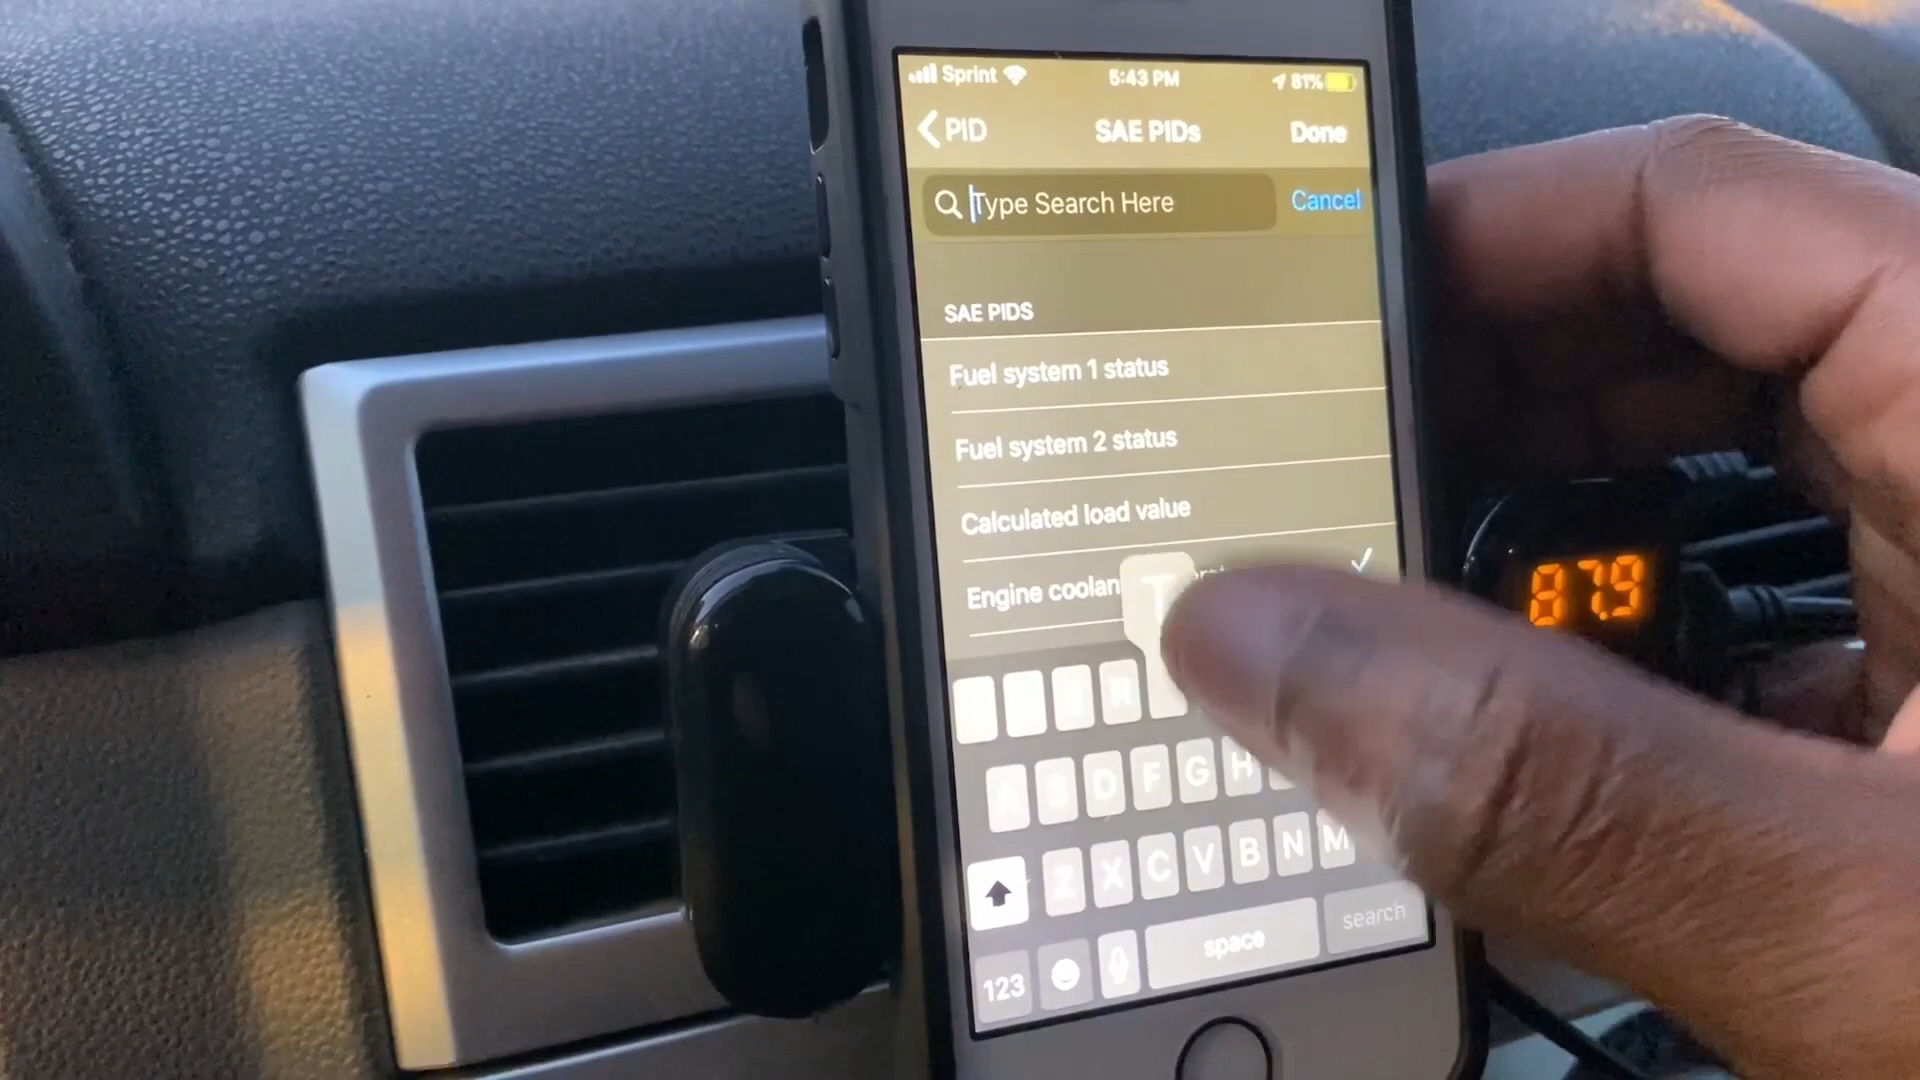 Sprint 5:43 PM 81%
PID SAE PIDs Done
Type Search Here Cancel
SAE PIDS
Fuel system 1 status
Fuel system 2 status
Calculated load value
Engine
87.9
R T
A S D F G H
Z X C V B N M
123 space search